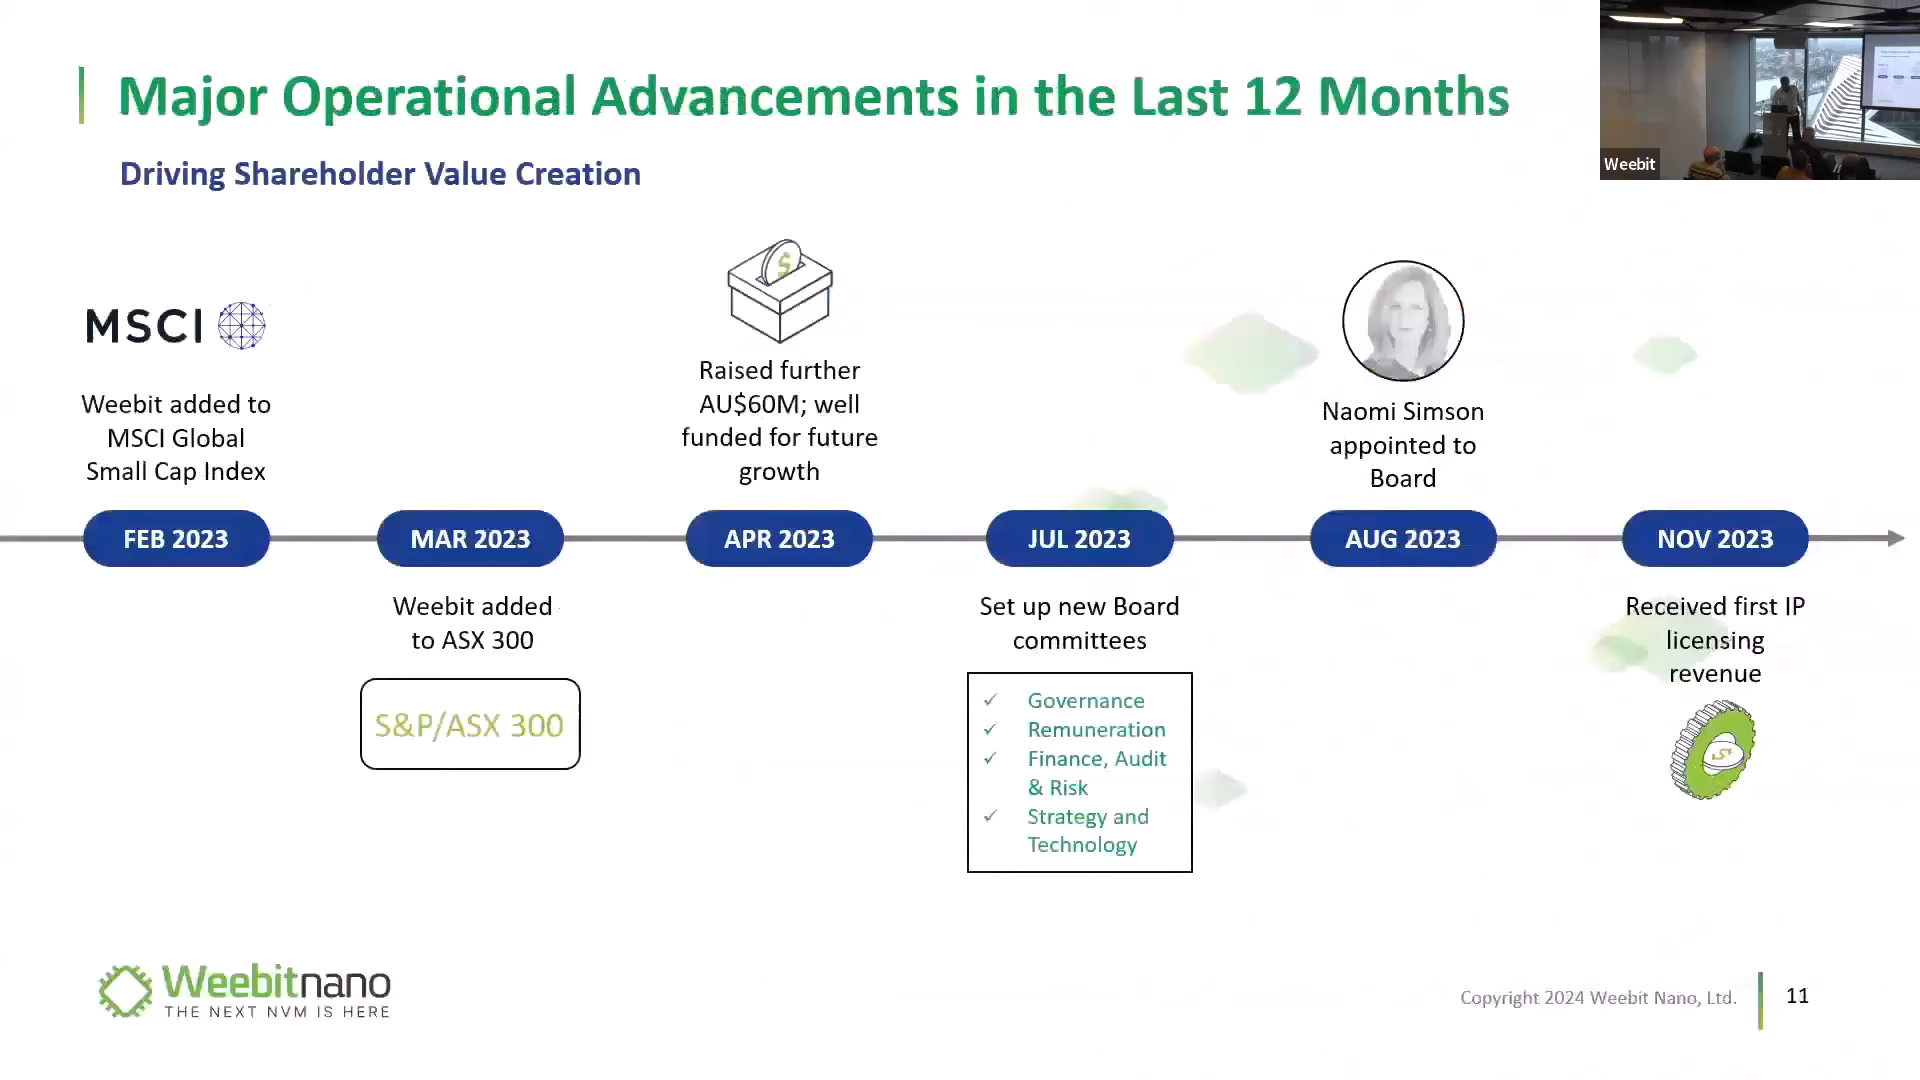 Major Operational Advancements in the Last 12 Months
Weebit
Driving Shareholder Value Creation
MSCI
Weebit added to
MSCI Global
Small Cap Index
FEB 2023
MAR 2023
Weebit added
to ASX 300
S&P/ASX 300
$
Raised further
AU$60M; well
funded for future
growth
APR 2023
JUL 2023
Set up new Board
committees
✓ Governance
✓ Remuneration
✓ Finance, Audit
& Risk
✓ Strategy and
Technology
Naomi Simson
appointed to
Board
AUG 2023
NOV 2023
Received first IP
licensing
revenue
$
Weebitnano
THE NEXT NVM IS HERE
Copyright 2024 Weebit Nano, Ltd.
11